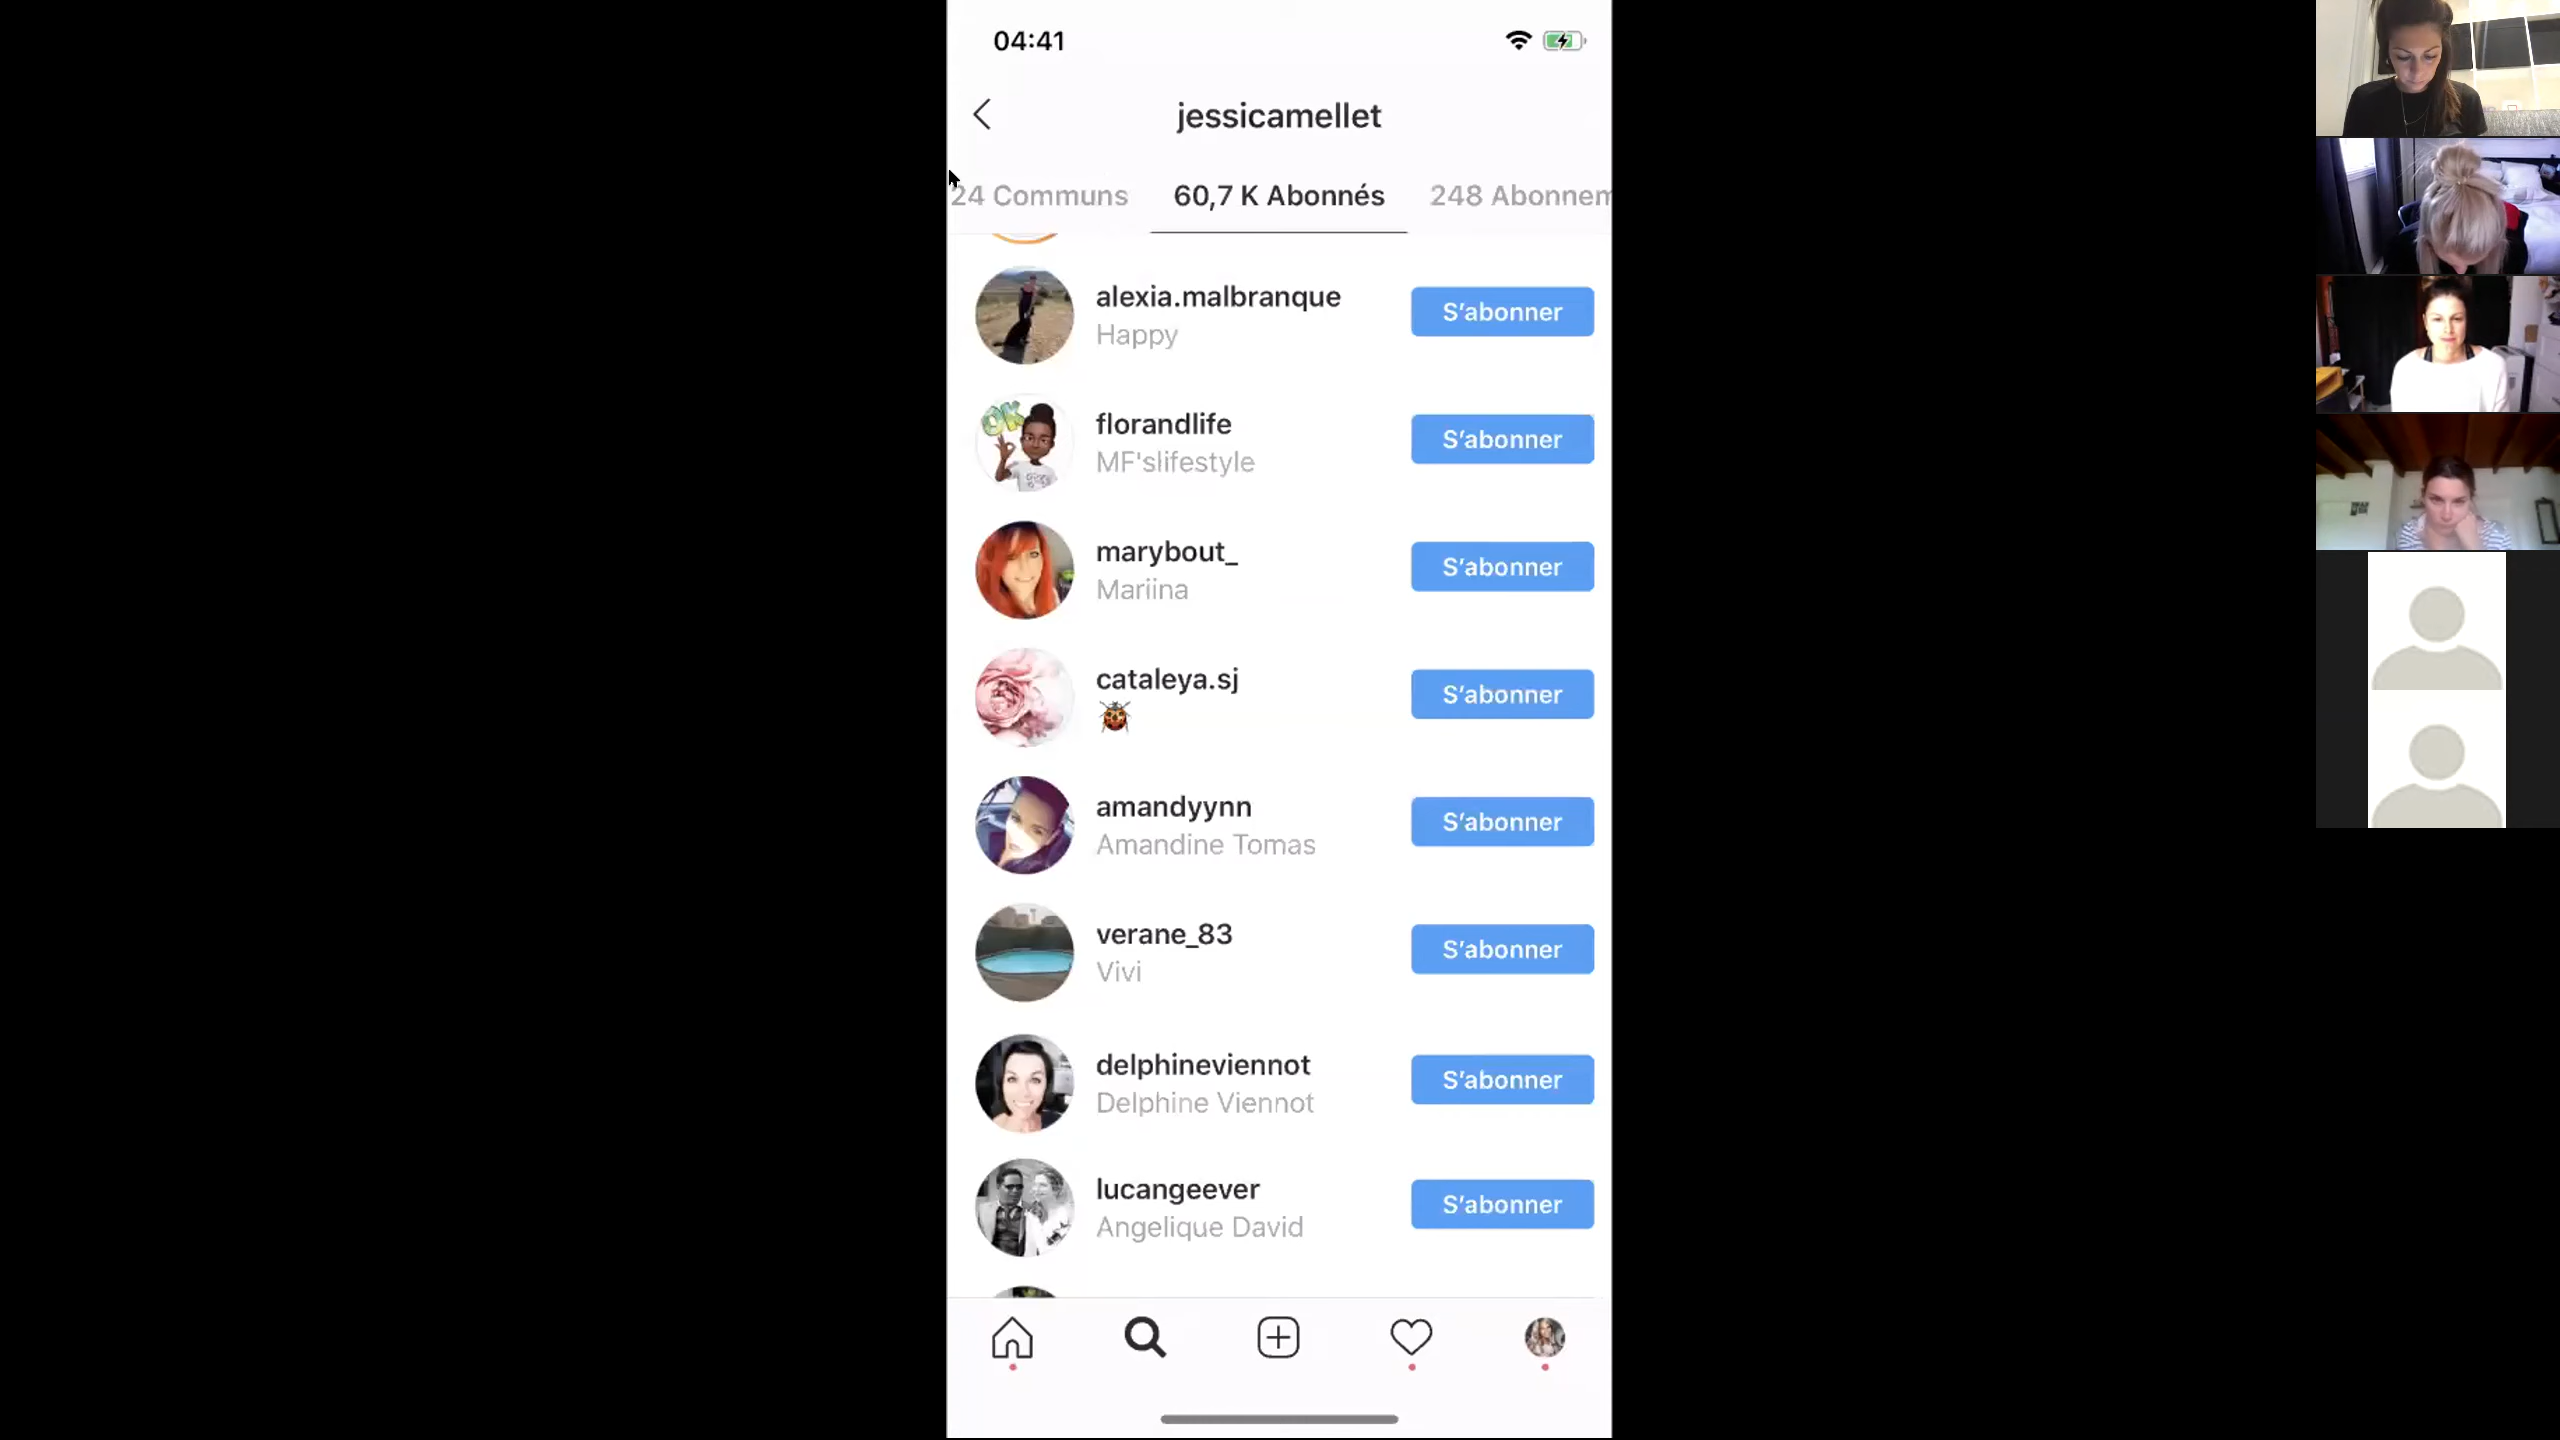 04:41
jessicamellet
24 Communs 60,7 K Abonnés 248 Abonnem
alexia.malbranque
Happy
S'abonner
OK
florandlife
MF'slifestyle
S'abonner
marybout_
Mariina
S'abonner
cataleya.sj
S'abonner
amandyynn
Amandine Tomas
S'abonner
verane_83
Vivi
S'abonner
delphineviennot
Delphine Viennot
S'abonner
lucangeever
Angelique David
S'abonner